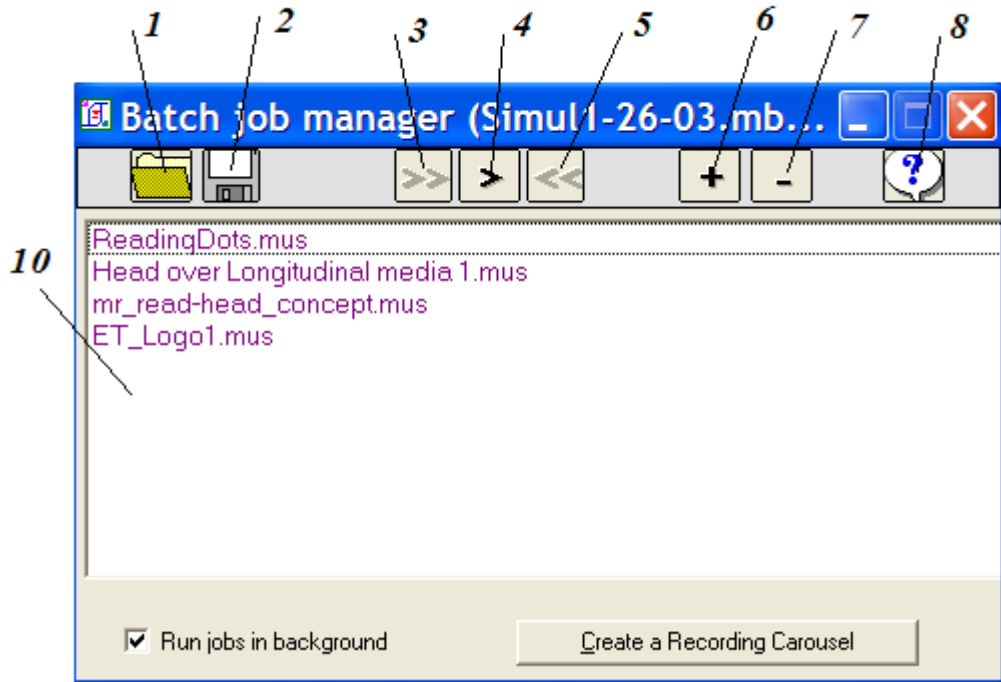 1 2 3 4 5 6 7 8
Batch job manager (Simul1-26-03.mb...
>> > << + - ?
10
ReadingDots.mus
Head over Longitudinal media 1.mus
mr_read-head_concept.mus
ET_Logo1.mus
Run jobs in background
Create a Recording Carousel